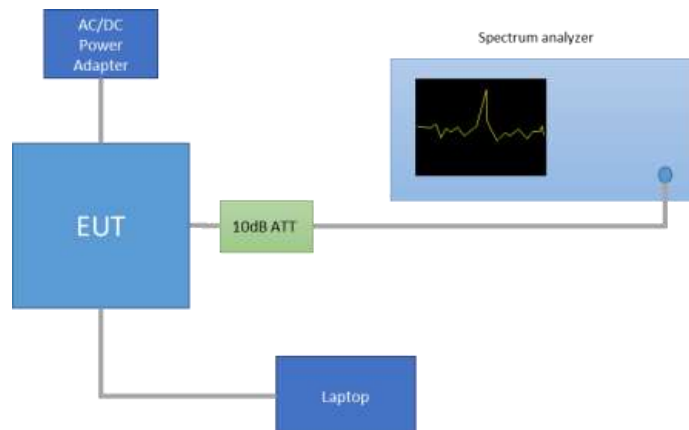 AC/DC
Power
Adapter
Spectrum analyzer
EUT
10dB ATT
Laptop